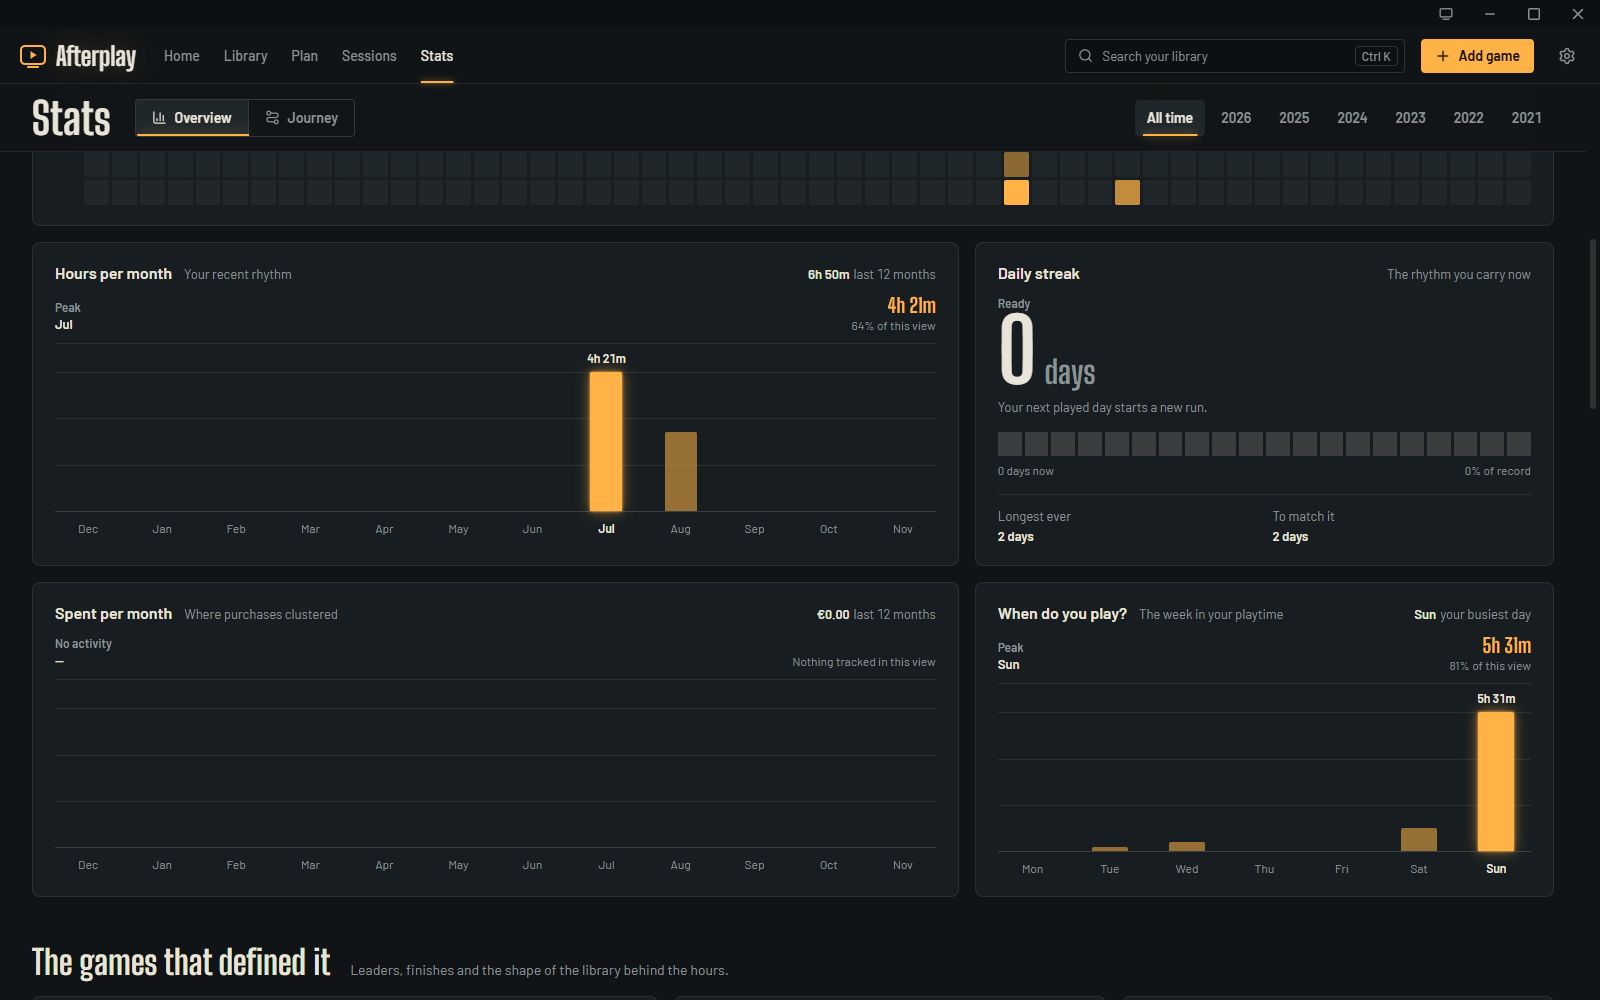 Afterplay
Home
Library
Plan
Sessions
Stats
Search your library
Ctrl K
Add game
Stats
Overview
Journey
All time
2026
2025
2024
2023
2022
2021
Hours per month Your recent rhythm
6h 50m last 12 months
Peak
Jul
4h 21m
64% of this view
4h 21m
Dec Jan Feb Mar Apr May Jun Jul Aug Sep Oct Nov
Daily streak
The rhythm you carry now
Ready
0 days
Your next played day starts a new run.
0 days now
0% of record
Longest ever
2 days
To match it
2 days
Spent per month Where purchases clustered
€0.00 last 12 months
No activity
—
Nothing tracked in this view
Dec Jan Feb Mar Apr May Jun Jul Aug Sep Oct Nov
When do you play? The week in your playtime
Sun your busiest day
Peak
Sun
5h 31m
81% of this view
5h 31m
Mon Tue Wed Thu Fri Sat Sun
The games that defined it
Leaders, finishes and the shape of the library behind the hours.